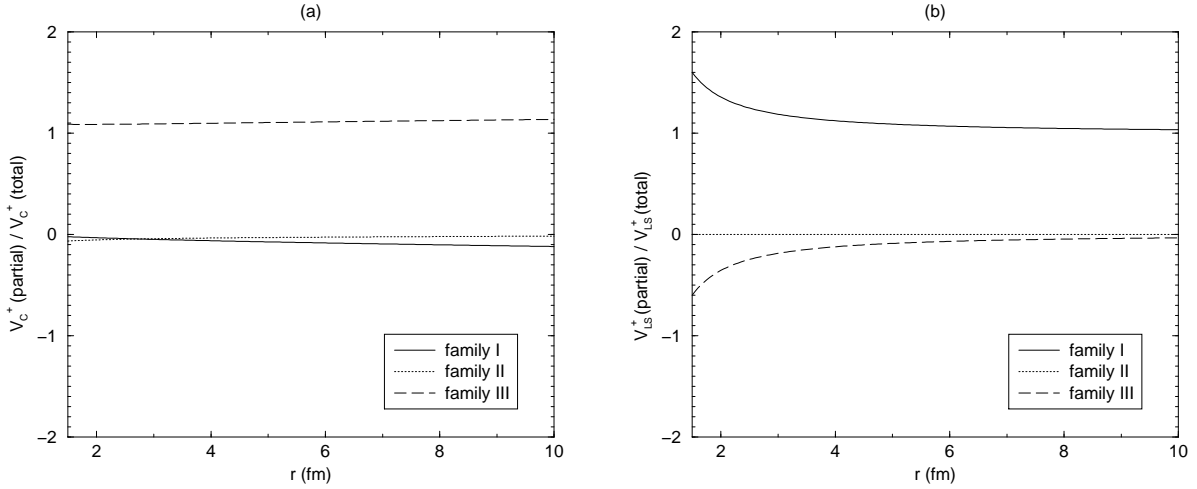 (a)
2
1
0
−1
−2
2
4
6
8
10
r (fm)
V_C^+ (partial) / V_C^+ (total)
family I
family II
family III
(b)
2
1
0
−1
−2
2
4
6
8
10
r (fm)
V_LS^+ (partial) / V_LS^+ (total)
family I
family II
family III